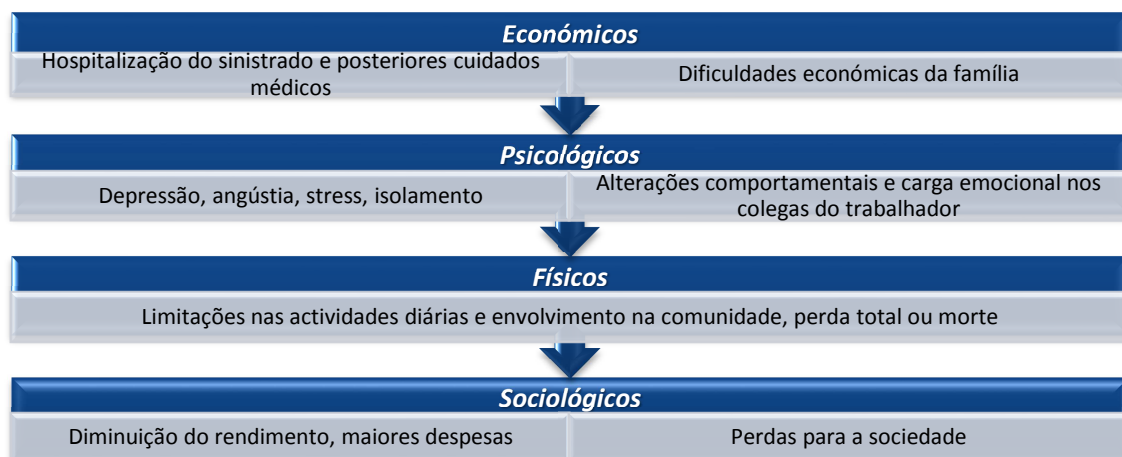 Económicos
Hospitalização do sinistrado e posteriores cuidados
médicos
Dificuldades económicas da família
Psicológicos
Depressão, angústia, stress, isolamento
Alterações comportamentais e carga emocional nos
colegas do trabalhador
Físicos
Limitações nas actividades diárias e envolvimento na comunidade, perda total ou morte
Sociológicos
Diminuição do rendimento, maiores despesas
Perdas para a sociedade